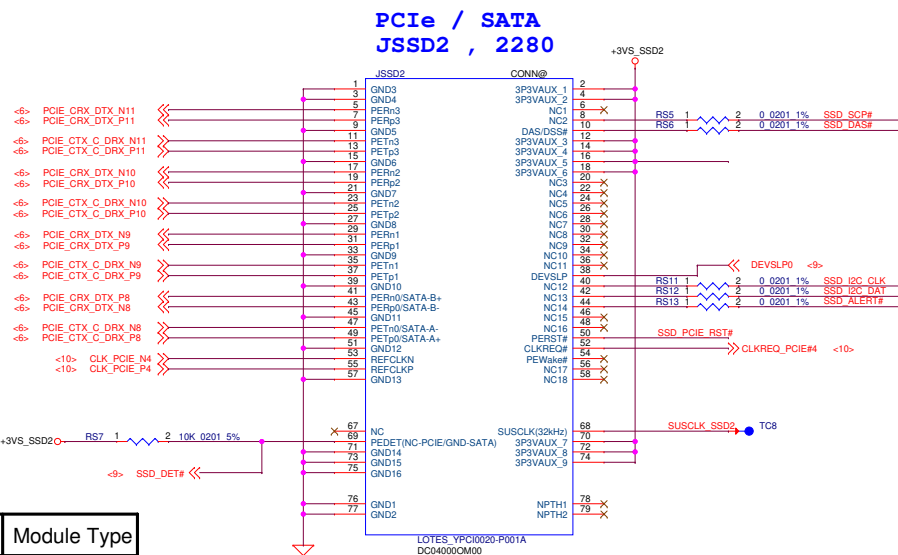 PCIe / SATA
JSSD2 , 2280
+3VS_SSD2
JSSD2 CONN@
1 GND3 3P3VAUX_1 2
3 GND4 3P3VAUX_2 4
<6> PCIE_CRX_DTX_N11 5 PERn3 NC1 6
<6> PCIE_CRX_DTX_P11 7 PERp3 NC2 8 RS5 1 2 0_0201_1% SSD_SCP#
9 GND5 DAS/DSS# 10 RS6 1 2 0_0201_1% SSD_DAS#
<6> PCIE_CTX_C_DRX_N11 11 PETn3 3P3VAUX_3 12
<6> PCIE_CTX_C_DRX_P11 13 PETp3 3P3VAUX_4 14
15 GND6 3P3VAUX_5 16
<6> PCIE_CRX_DTX_N10 17 PERn2 3P3VAUX_6 18
<6> PCIE_CRX_DTX_P10 19 PERp2 NC3 20
21 GND7 NC4 22
<6> PCIE_CTX_C_DRX_N10 23 PETn2 NC5 24
<6> PCIE_CTX_C_DRX_P10 25 PETp2 NC6 26
27 GND8 NC7 28
<6> PCIE_CRX_DTX_N9 29 PERn1 NC8 30
<6> PCIE_CRX_DTX_P9 31 PERp1 NC9 32
33 GND9 NC10 34
<6> PCIE_CTX_C_DRX_N9 35 PETn1 NC11 36 DEVSLP0 <9>
<6> PCIE_CTX_C_DRX_P9 37 PETp1 DEVSLP 38
39 GND10 NC12 40 RS11 1 2 0_0201_1% SSD_I2C_CLK
<6> PCIE_CRX_DTX_P8 41 PERn0/SATA-B+ NC13 42 RS12 1 2 0_0201_1% SSD_I2C_DAT
<6> PCIE_CRX_DTX_N8 43 PERp0/SATA-B- NC14 44 RS13 1 2 0_0201_1% SSD_ALERT#
GND11 NC15 46
<6> PCIE_CTX_C_DRX_N8 47 PETn0/SATA-A- NC16 48
<6> PCIE_CTX_C_DRX_P8 49 PETp0/SATA-A+ PERST# 50 SSD_PCIE_RST#
51 GND12 CLKREQ# 52 CLKREQ_PCIE#4 <10>
<10> CLK_PCIE_N4 53 REFCLKN PEWake# 54
<10> CLK_PCIE_P4 55 REFCLKP NC17 56
57 GND13 NC18 58
67 NC SUSCLK(32kHz) 68 SUSCLK_SSD2 TC8
+3VS_SSD2 RS7 1 2 10K_0201_5% 69 PEDET(NC-PCIE/GND-SATA) 3P3VAUX_7 70
71 GND14 3P3VAUX_8 72
73 GND15 3P3VAUX_9 74
<9> SSD_DET# 75 GND16
76 GND1 NPTH1 78
77 GND2 NPTH2 79
Module Type
LOTES_YPCI0020-P001A
DC04000OM00